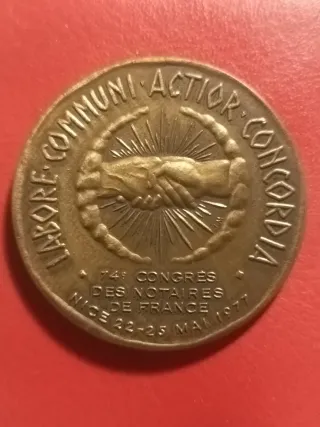 LABORE · COMMUNI · ACTIOR · CONCORDIA
· 74E CONGRÈS ·
DES NOTAIRES
DE FRANCE
NICE 22-25 MAI 1977